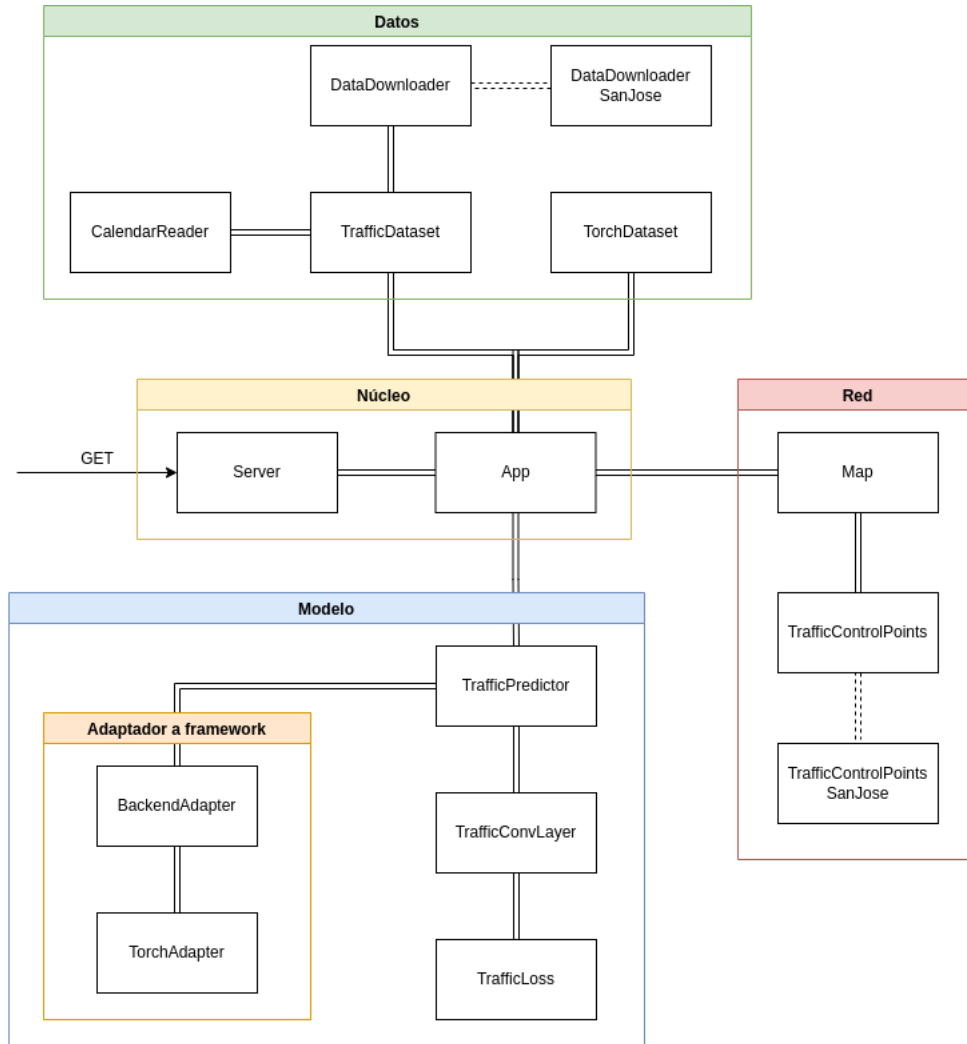 Datos
DataDownloader
DataDownloader
SanJose
CalendarReader
TrafficDataset
TorchDataset
Núcleo
Red
GET
Server
App
Map
Modelo
TrafficControlPoints
TrafficPredictor
Adaptador a framework
TrafficControlPoints
SanJose
BackendAdapter
TrafficConvLayer
TorchAdapter
TrafficLoss